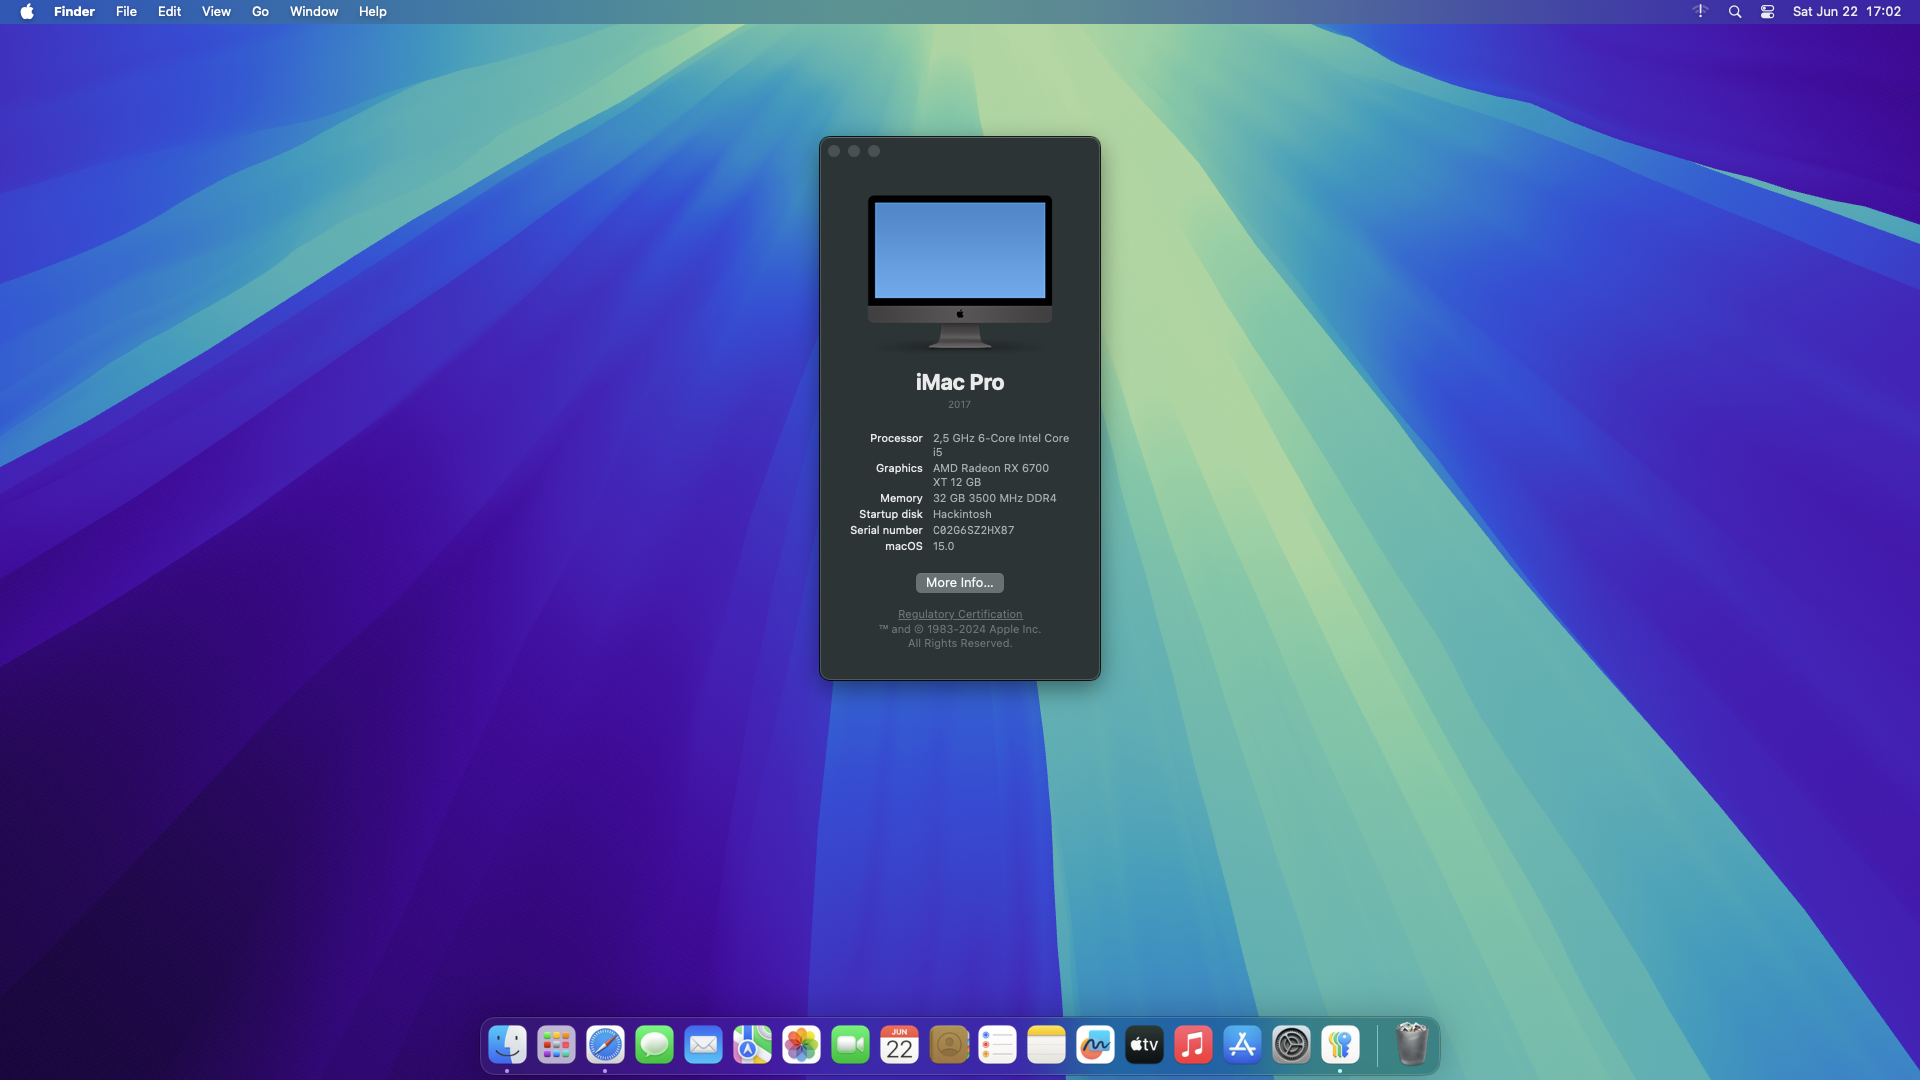 Finder File Edit View Go Window Help
Sat Jun 22 17:02
iMac Pro
2017
Processor 2,5 GHz 6-Core Intel Core
i5
Graphics AMD Radeon RX 6700
XT 12 GB
Memory 32 GB 3500 MHz DDR4
Startup disk Hackintosh
Serial number C02G6SZ2HX87
macOS 15.0
More Info...
Regulatory Certification
™ and © 1983-2024 Apple Inc.
All Rights Reserved.
JUN
22
tv